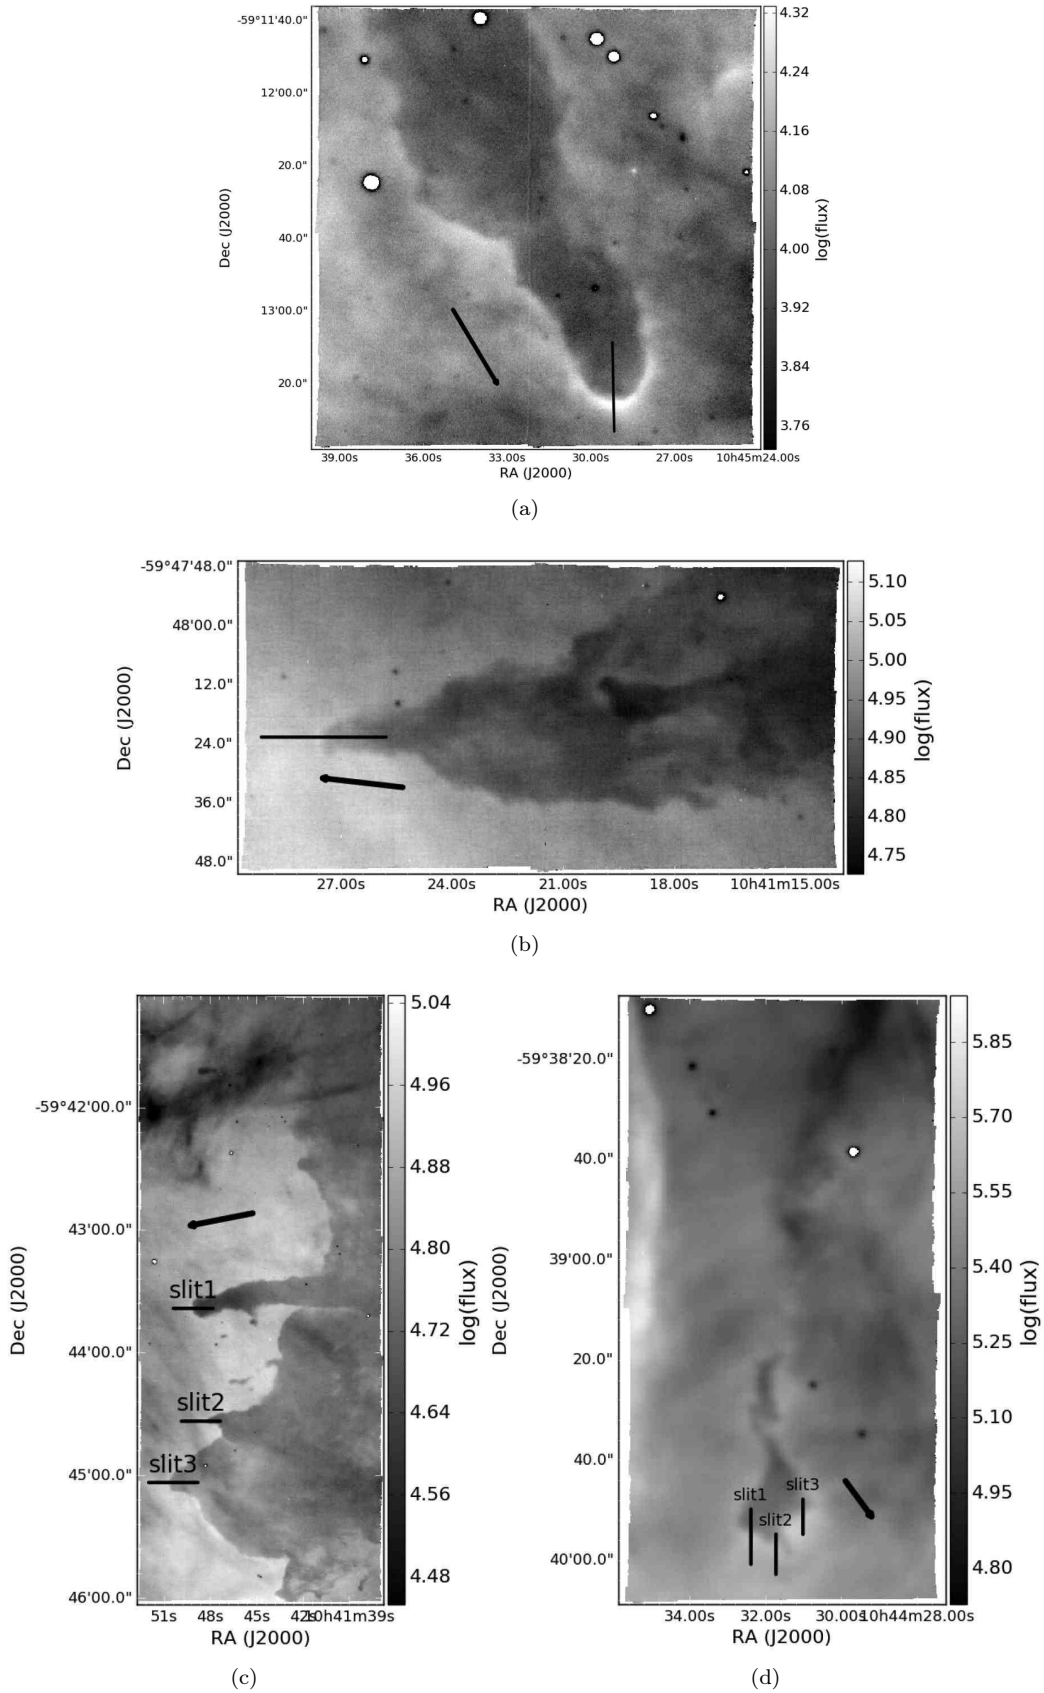 -59°11'40.0"
12'00.0"
20.0"
40.0"
13'00.0"
20.0"
Dec (J2000)
39.00s 36.00s 33.00s 30.00s 27.00s 10h45m24.00s
RA (J2000)
4.32
4.24
4.16
4.08
4.00
3.92
3.84
3.76
log(flux)
(a)
-59°47'48.0"
48'00.0"
12.0"
24.0"
36.0"
48.0"
Dec (J2000)
27.00s 24.00s 21.00s 18.00s 10h41m15.00s
RA (J2000)
5.10
5.05
5.00
4.95
4.90
4.85
4.80
4.75
log(flux)
(b)
-59°42'00.0"
43'00.0"
44'00.0"
45'00.0"
46'00.0"
Dec (J2000)
slit1
slit2
slit3
51s 48s 45s 42s 10h41m39s
RA (J2000)
5.04
4.96
4.88
4.80
4.72
4.64
4.56
4.48
log(flux)
(c)
-59°38'20.0"
40.0"
39'00.0"
20.0"
40.0"
40'00.0"
Dec (J2000)
slit1
slit2
slit3
34.00s 32.00s 30.00s 10h44m28.00s
RA (J2000)
5.85
5.70
5.55
5.40
5.25
5.10
4.95
4.80
log(flux)
(d)